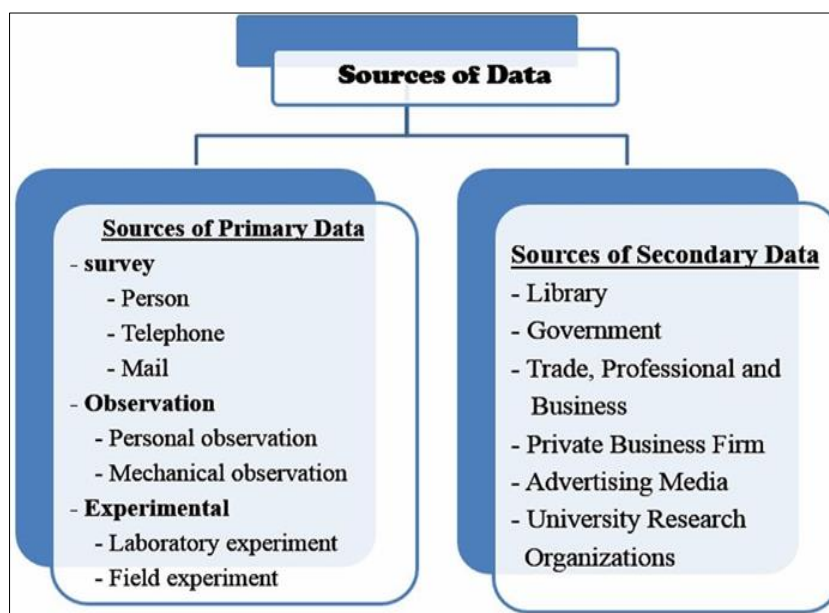 Sources of Data
Sources of Primary Data
- survey
- Person
- Telephone
- Mail
- Observation
- Personal observation
- Mechanical observation
- Experimental
- Laboratory experiment
- Field experiment
Sources of Secondary Data
- Library
- Government
- Trade, Professional and
Business
- Private Business Firm
- Advertising Media
- University Research
Organizations